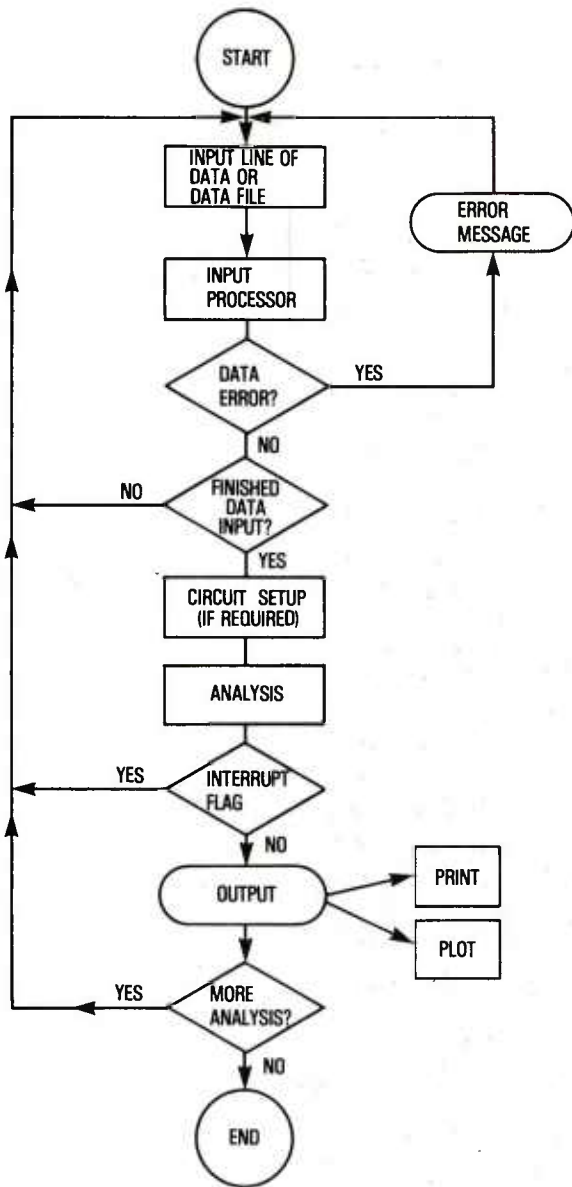 START
INPUT LINE OF
DATA OR
DATA FILE
ERROR
MESSAGE
INPUT
PROCESSOR
DATA
ERROR?
YES
NO
FINISHED
DATA
INPUT?
NO
YES
CIRCUIT SETUP
(IF REQUIRED)
ANALYSIS
INTERRUPT
FLAG
YES
NO
OUTPUT
PRINT
PLOT
MORE
ANALYSIS?
YES
NO
END